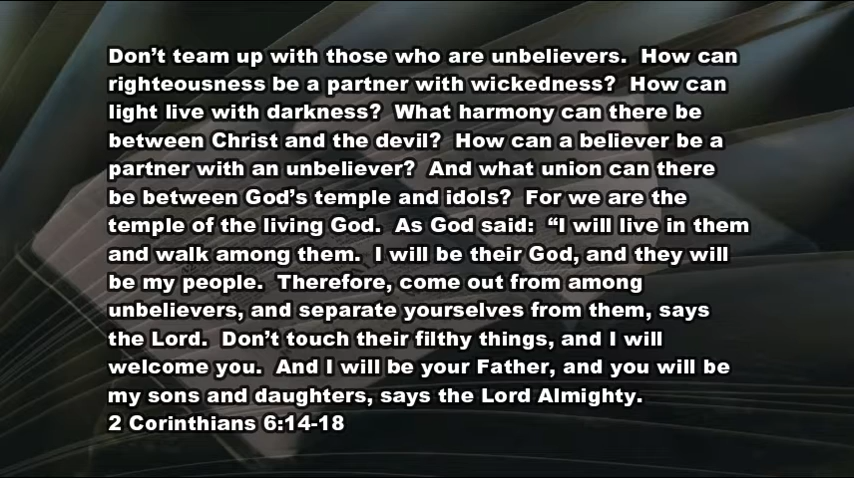 Don’t team up with those who are unbelievers.  How can
righteousness be a partner with wickedness?  How can
light live with darkness?  What harmony can there be
between Christ and the devil?  How can a believer be a
partner with an unbeliever?  And what union can there
be between God’s temple and idols?  For we are the
temple of the living God.  As God said:  “I will live in them
and walk among them.  I will be their God, and they will
be my people.  Therefore, come out from among
unbelievers, and separate yourselves from them, says
the Lord.  Don’t touch their filthy things, and I will
welcome you.  And I will be your Father, and you will be
my sons and daughters, says the Lord Almighty.
2 Corinthians 6:14-18